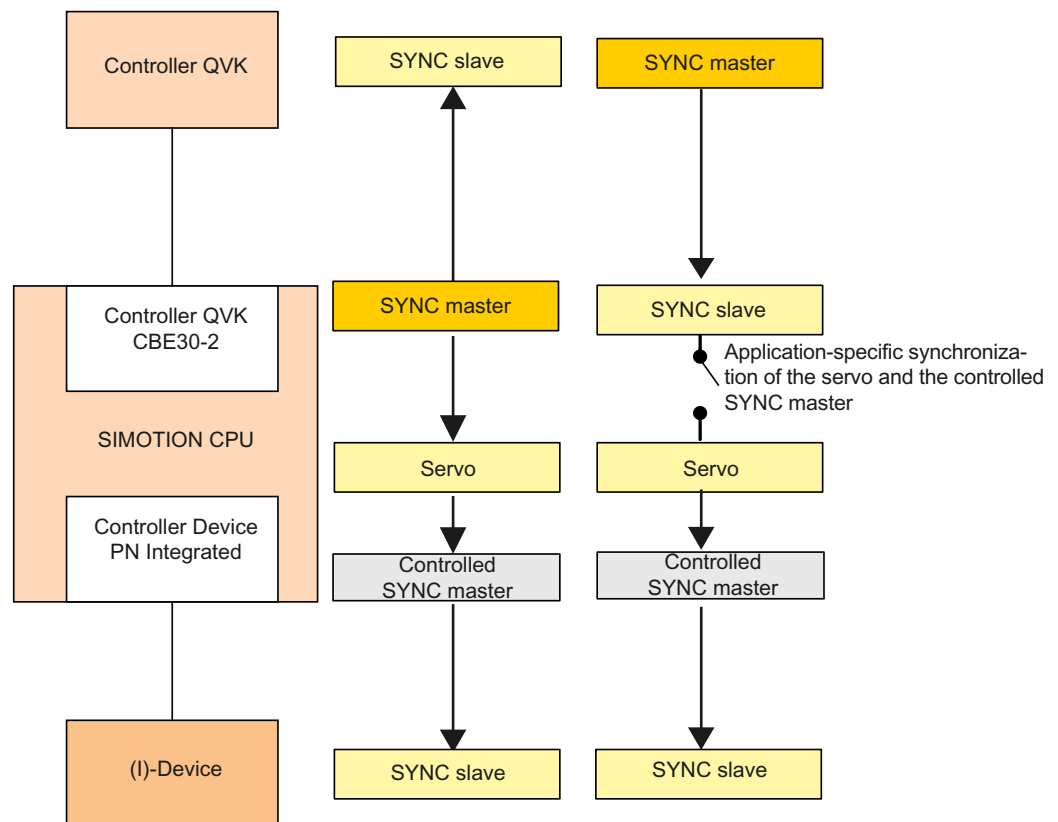 Controller QVK
SYNC slave
SYNC master
Controller QVK
CBE30-2
SYNC master
SYNC slave
Application-specific synchroniza-
tion of the servo and the controlled
SYNC master
SIMOTION CPU
Servo
Servo
Controller Device
PN Integrated
Controlled
SYNC master
Controlled
SYNC master
(I)-Device
SYNC slave
SYNC slave